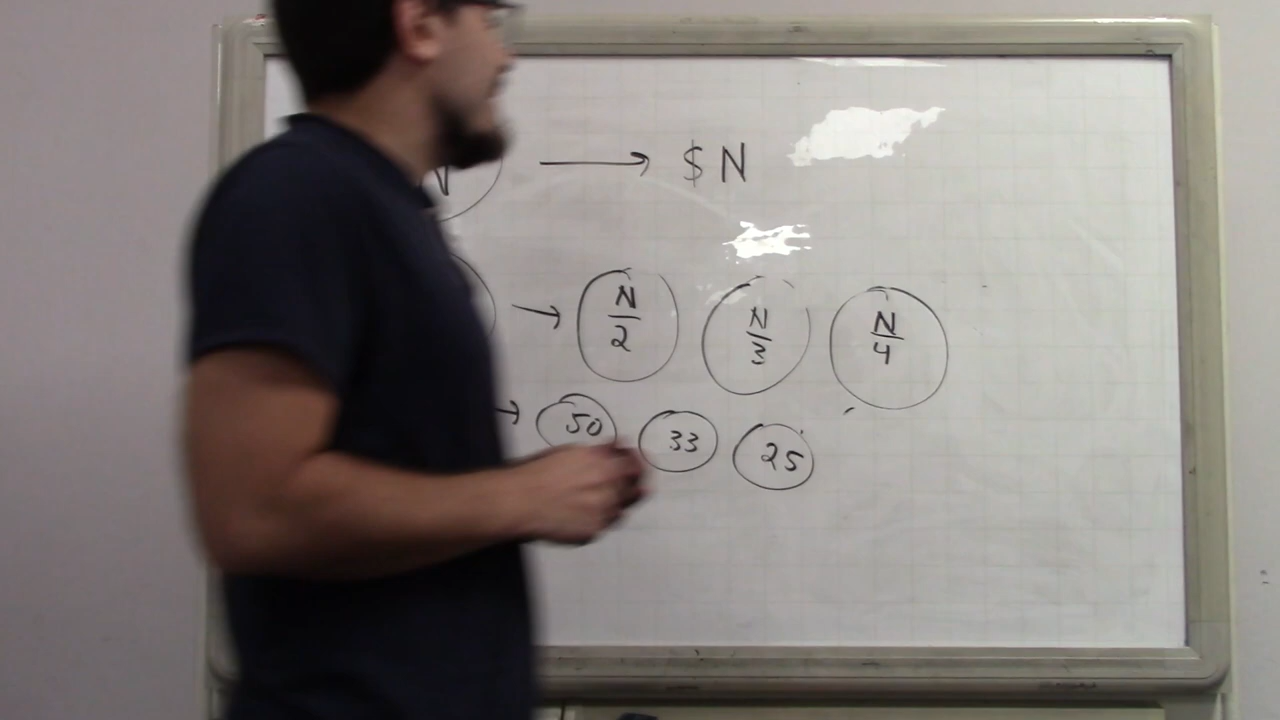 N → $ N
→ N/2 N/3 N/4
→ 50 33 25